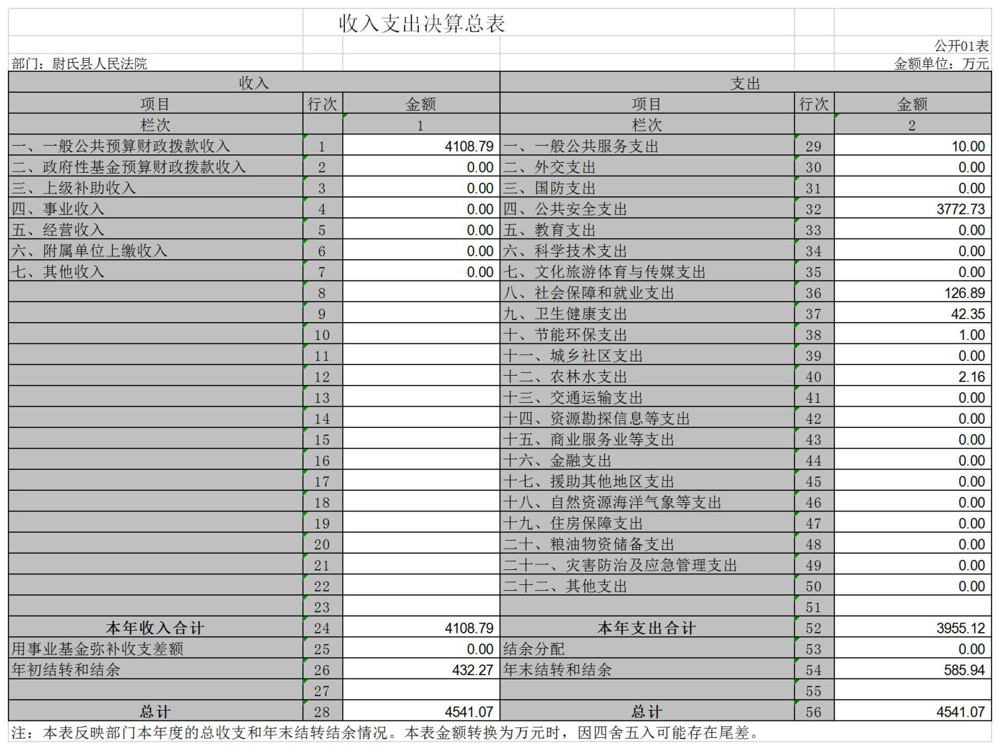 收入支出决算总表
公开01表
部门：尉氏县人民法院 金额单位：万元
收入 支出
项目 行次 金额 项目 行次 金额
栏次 1 栏次 2
一、一般公共预算财政拨款收入 1 4108.79 一、一般公共服务支出 29 10.00
二、政府性基金预算财政拨款收入 2 0.00 二、外交支出 30 0.00
三、上级补助收入 3 0.00 三、国防支出 31 0.00
四、事业收入 4 0.00 四、公共安全支出 32 3772.73
五、经营收入 5 0.00 五、教育支出 33 0.00
六、附属单位上缴收入 6 0.00 六、科学技术支出 34 0.00
七、其他收入 7 0.00 七、文化旅游体育与传媒支出 35 0.00
8 八、社会保障和就业支出 36 126.89
9 九、卫生健康支出 37 42.35
10 十、节能环保支出 38 1.00
11 十一、城乡社区支出 39 0.00
12 十二、农林水支出 40 2.16
13 十三、交通运输支出 41 0.00
14 十四、资源勘探信息等支出 42 0.00
15 十五、商业服务业等支出 43 0.00
16 十六、金融支出 44 0.00
17 十七、援助其他地区支出 45 0.00
18 十八、自然资源海洋气象等支出 46 0.00
19 十九、住房保障支出 47 0.00
20 二十、粮油物资储备支出 48 0.00
21 二十一、灾害防治及应急管理支出 49 0.00
22 二十二、其他支出 50 0.00
23 51
本年收入合计 24 4108.79 本年支出合计 52 3955.12
用事业基金弥补收支差额 25 0.00 结余分配 53 0.00
年初结转和结余 26 432.27 年末结转和结余 54 585.94
27 55
总计 28 4541.07 总计 56 4541.07
注：本表反映部门本年度的总收支和年末结转结余情况。本表金额转换为万元时，因四舍五入可能存在尾差。